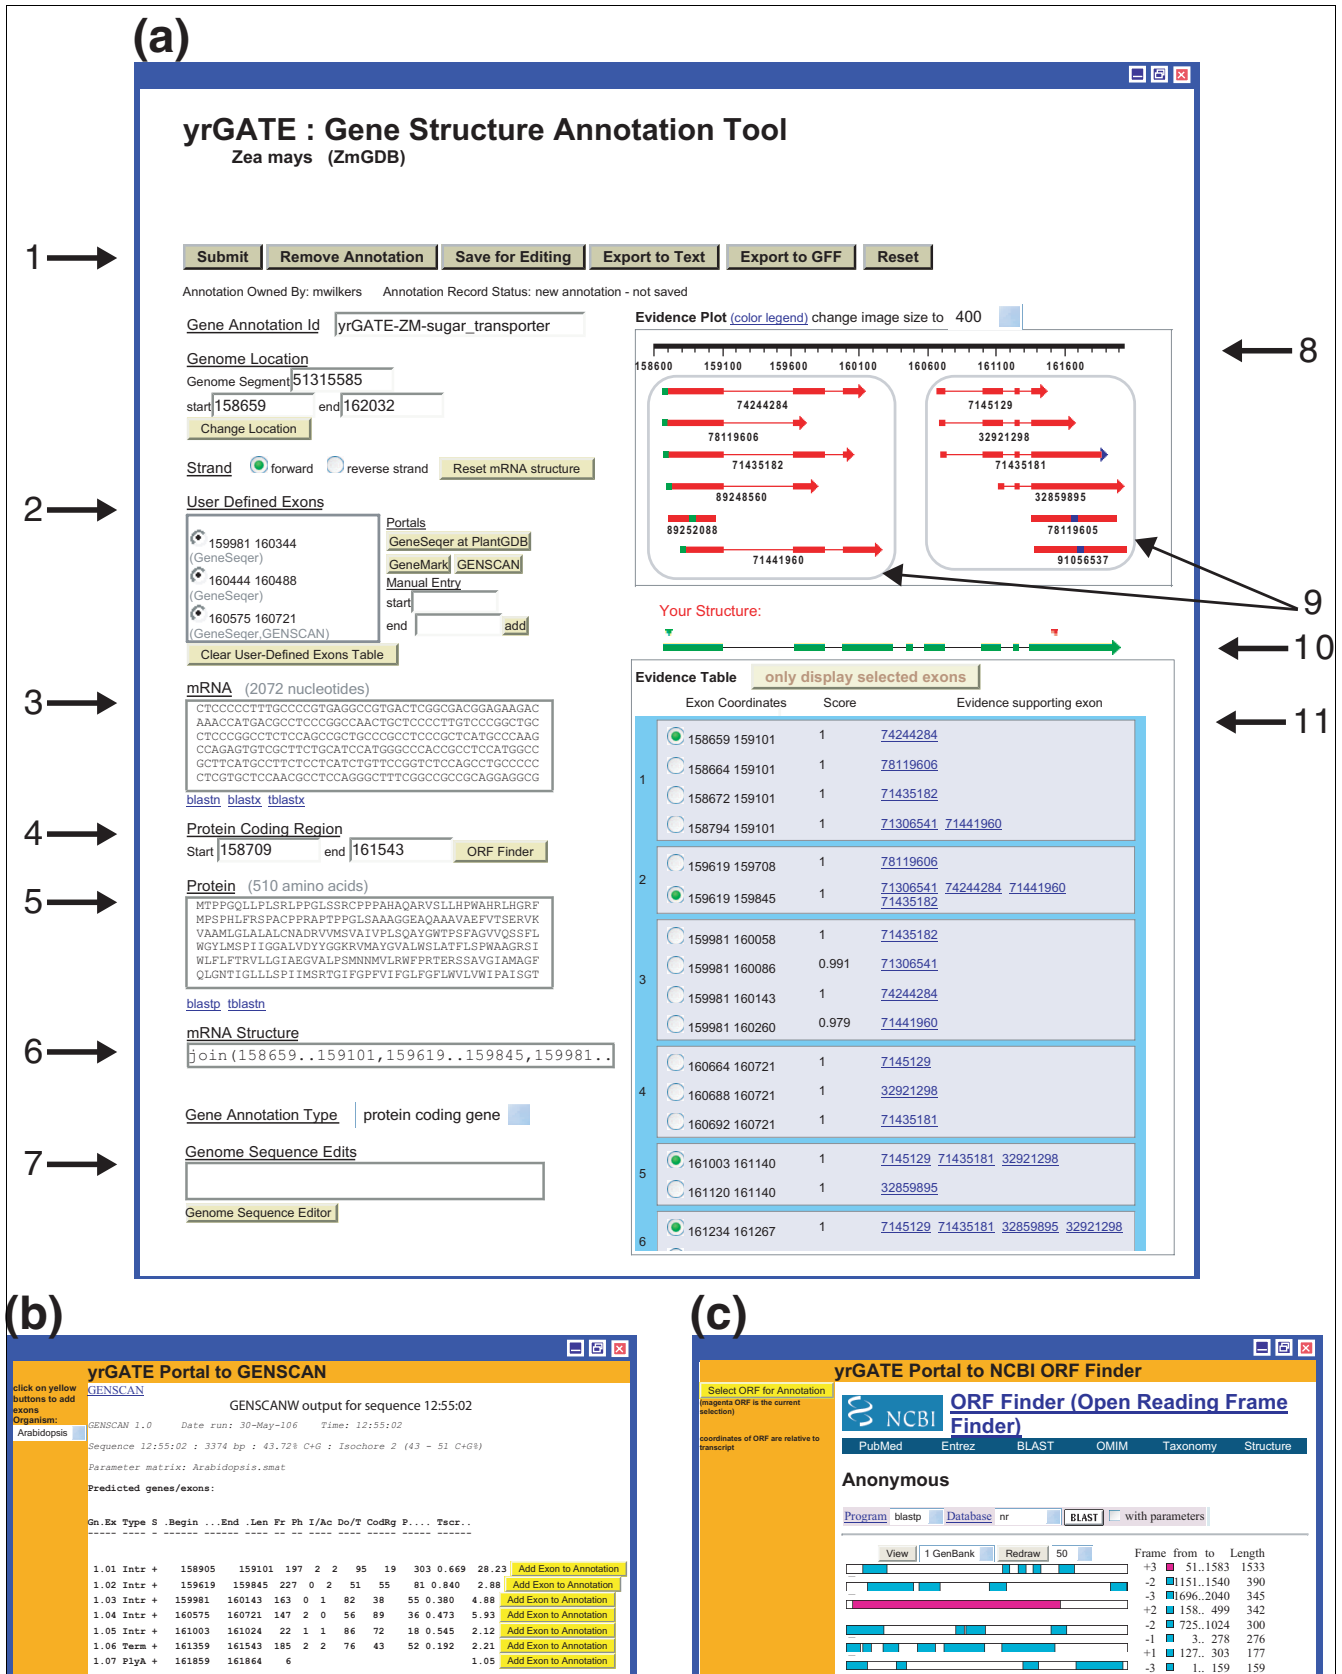 (a)
yrGATE : Gene Structure Annotation Tool
Zea mays (ZmGDB)
1
Submit Remove Annotation Save for Editing Export to Text Export to GFF Reset
Annotation Owned By: mwilkers Annotation Record Status: new annotation - not saved
Gene Annotation Id yrGATE-ZM-sugar_transporter
Genome Location
Genome Segment 51315585
start 158659 end 162032
Change Location
Strand forward reverse strand Reset mRNA structure
2
User Defined Exons
159981 160344
(GeneSeqer)
160444 160488
(GeneSeqer)
160575 160721
(GeneSeqer,GENSCAN)
Portals
GeneSeqer at PlantGDB
GeneMark GENSCAN
Manual Entry
start
end add
Clear User-Defined Exons Table
3
mRNA (2072 nucleotides)
CTCCCCCTTTGCCCCGTGAGGCCGTGACTCGGCGACGGAGAAGAC
AAACCATGACGCCTCCCGGCCAACTGCTCCCCTTGTCCCGGCTGC
CTCCCGGCCTCTCCAGCCGCTGCCCGCCTCCCGCTCATGCCCAAG
CCAGAGTGTCGCTTCTGCATCCATGGGCCCACCGCCTCCATGGCC
GCTTCATGCCTTCTCCTCATCTGTTCCGGTCTCCAGCCTGCCCCC
CTCGTGCTCCAACGCCTCCAGGGCTTTCGGCCGCCGCAGGAGGCG
blastn blastx tblastx
4
Protein Coding Region
Start 158709 end 161543 ORF Finder
5
Protein (510 amino acids)
MTPPGQLLPLSRLPPGLSSRCPPPAHAQARVSLLHPWAHRLHGRF
MPSPHLFRSPACPPRAPTPPGLSAAAGGEAQAAAVAEFVTSERVK
VAAMLGLALALCNADRVVMSVAIVPLSQAYGWTPSFAGVVQSSFL
WGYLMSPIIGGALVDYYGGKRVMAYGVALWSLATFLSPWAAGRSI
WLFLFTRVLLGIAEGVALPSMNNMVLRWFPRTERSSAVGIAMAGF
QLGNTIGLLLSPIIMSRTGIFGPFVIFGLFGFLWVLVWIPAISGT
blastp tblastn
6
mRNA Structure
join(158659..159101,159619..159845,159981..
Gene Annotation Type protein coding gene
7
Genome Sequence Edits
Genome Sequence Editor
Evidence Plot (color legend) change image size to 400
8
158600 159100 159600 160100 160600 161100 161600
74244284
78119606
71435182
89248560
89252088
71441960
7145129
32921298
71435181
32859895
78119605
91056537
9
Your Structure:
10
Evidence Table only display selected exons
11
Exon Coordinates Score Evidence supporting exon
1
158659 159101 1 74244284
158664 159101 1 78119606
158672 159101 1 71435182
158794 159101 1 71306541 71441960
2
159619 159708 1 78119606
159619 159845 1 71306541 74244284 71441960
71435182
3
159981 160058 1 71435182
159981 160086 0.991 71306541
159981 160143 1 74244284
159981 160260 0.979 71441960
4
160664 160721 1 7145129
160688 160721 1 32921298
160692 160721 1 71435181
5
161003 161140 1 7145129 71435181 32921298
161120 161140 1 32859895
6
161234 161267 1 7145129 71435181 32859895 32921298
(b)
yrGATE Portal to GENSCAN
click on yellow
buttons to add
exons
Organism:
Arabidopsis
GENSCAN
GENSCANW output for sequence 12:55:02
GENSCAN 1.0 Date run: 30-May-106 Time: 12:55:02
Sequence 12:55:02 : 3374 bp : 43.72% C+G : Isochore 2 (43 - 51 C+G%)
Parameter matrix: Arabidopsis.smat
Predicted genes/exons:
Gn.Ex Type S .Begin ...End .Len Fr Ph I/Ac Do/T CodRg P.... Tscr..
----- ---- - ------ ------ ---- -- -- ---- ---- ----- ----- ------
1.01 Intr + 158905 159101 197 2 2 95 19 303 0.669 28.23 Add Exon to Annotation
1.02 Intr + 159619 159845 227 0 2 51 55 81 0.840 2.88 Add Exon to Annotation
1.03 Intr + 159981 160143 163 0 1 82 38 55 0.380 4.88 Add Exon to Annotation
1.04 Intr + 160575 160721 147 2 0 56 89 36 0.473 5.93 Add Exon to Annotation
1.05 Intr + 161003 161024 22 1 1 86 72 18 0.545 2.12 Add Exon to Annotation
1.06 Term + 161359 161543 185 2 2 76 43 52 0.192 2.21 Add Exon to Annotation
1.07 PlyA + 161859 161864 6 1.05 Add Exon to Annotation
(c)
yrGATE Portal to NCBI ORF Finder
Select ORF for Annotation
(magenta ORF is the current
selection)
coordinates of ORF are relative to
transcript
NCBI
ORF Finder (Open Reading Frame
Finder)
PubMed Entrez BLAST OMIM Taxonomy Structure
Anonymous
Program blastp Database nr BLAST with parameters
View 1 GenBank Redraw 50
Frame from to Length
+3 51..1583 1533
-2 1151..1540 390
-3 1696..2040 345
+2 158.. 499 342
-2 725..1024 300
-1 3.. 278 276
+1 127.. 303 177
-3 1.. 159 159